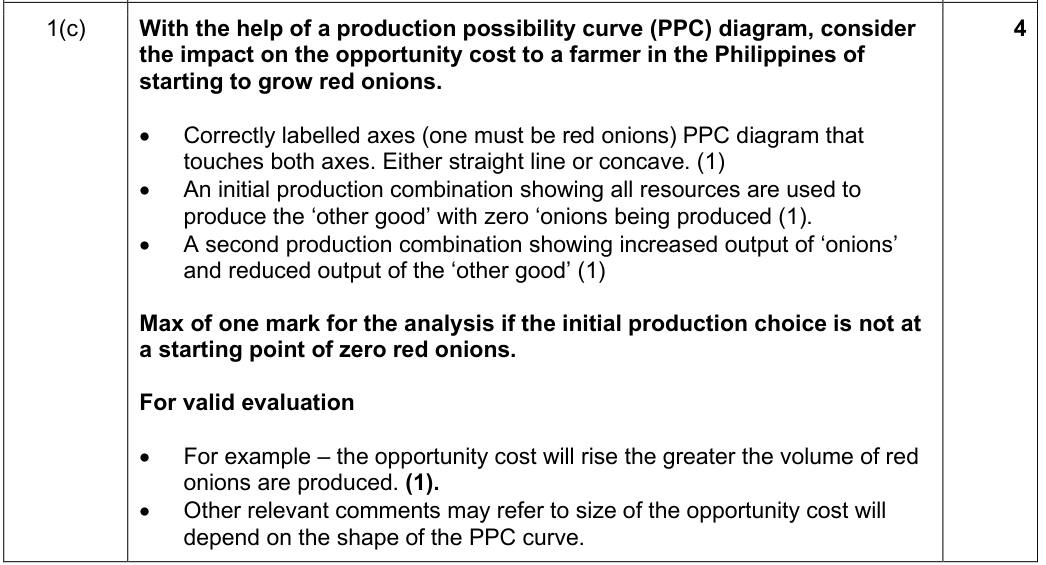 1(c)
With the help of a production possibility curve (PPC) diagram, consider
the impact on the opportunity cost to a farmer in the Philippines of
starting to grow red onions.
4
• Correctly labelled axes (one must be red onions) PPC diagram that
touches both axes. Either straight line or concave. (1)
• An initial production combination showing all resources are used to
produce the ‘other good’ with zero ‘onions being produced (1).
• A second production combination showing increased output of ‘onions’
and reduced output of the ‘other good’ (1)
Max of one mark for the analysis if the initial production choice is not at
a starting point of zero red onions.
For valid evaluation
• For example – the opportunity cost will rise the greater the volume of red
onions are produced. (1).
• Other relevant comments may refer to size of the opportunity cost will
depend on the shape of the PPC curve.